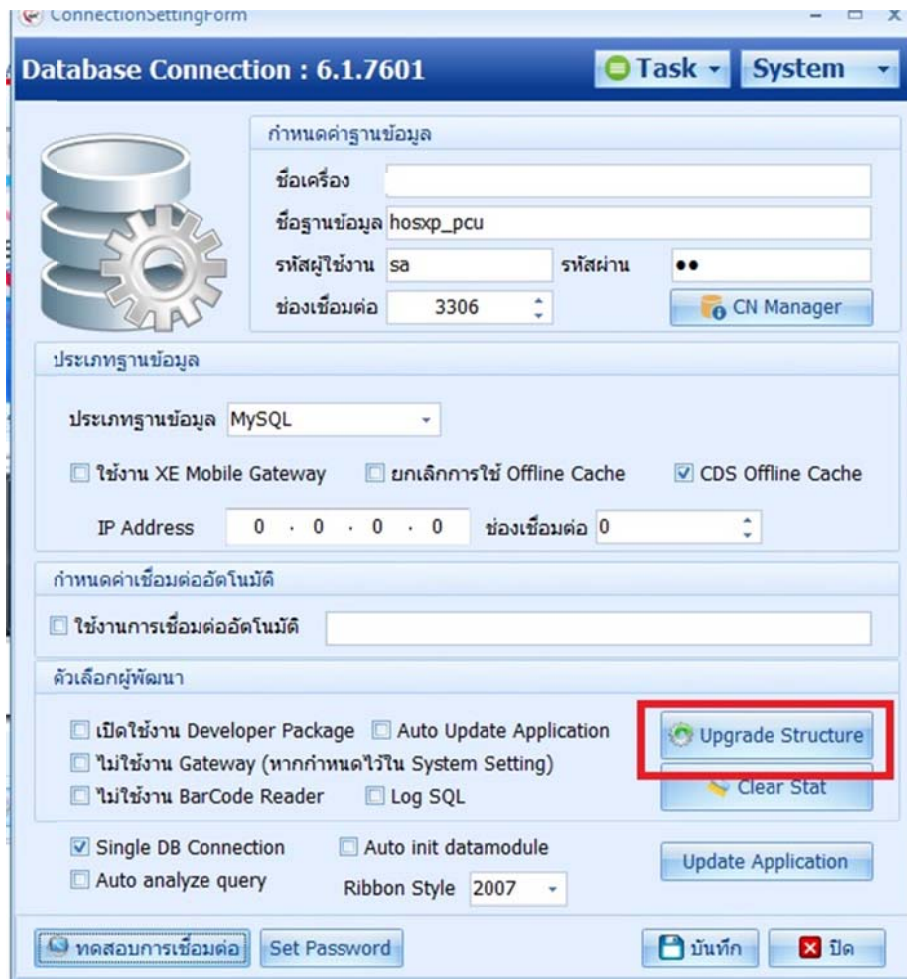 ConnectionSettingForm
Database Connection : 6.1.7601
Task
System
กำหนดค่าฐานข้อมูล
ชื่อเครื่อง
ชื่อฐานข้อมูล hosxp_pcu
รหัสผู้ใช้งาน sa รหัสผ่าน ●●
ช่องเชื่อมต่อ 3306 CN Manager
ประเภทฐานข้อมูล
ประเภทฐานข้อมูล MySQL
ใช้งาน XE Mobile Gateway ยกเลิกการใช้ Offline Cache CDS Offline Cache
IP Address 0 . 0 . 0 . 0 ช่องเชื่อมต่อ 0
กำหนดค่าเชื่อมต่ออัตโนมัติ
ใช้งานการเชื่อมต่ออัตโนมัติ
ตัวเลือกผู้พัฒนา
เปิดใช้งาน Developer Package Auto Update Application Upgrade Structure
ไม่ใช้งาน Gateway (หากกำหนดไว้ใน System Setting)
ไม่ใช้งาน BarCode Reader Log SQL Clear Stat
Single DB Connection Auto init datamodule
Update Application
Auto analyze query Ribbon Style 2007
ทดสอบการเชื่อมต่อ Set Password บันทึก ปิด